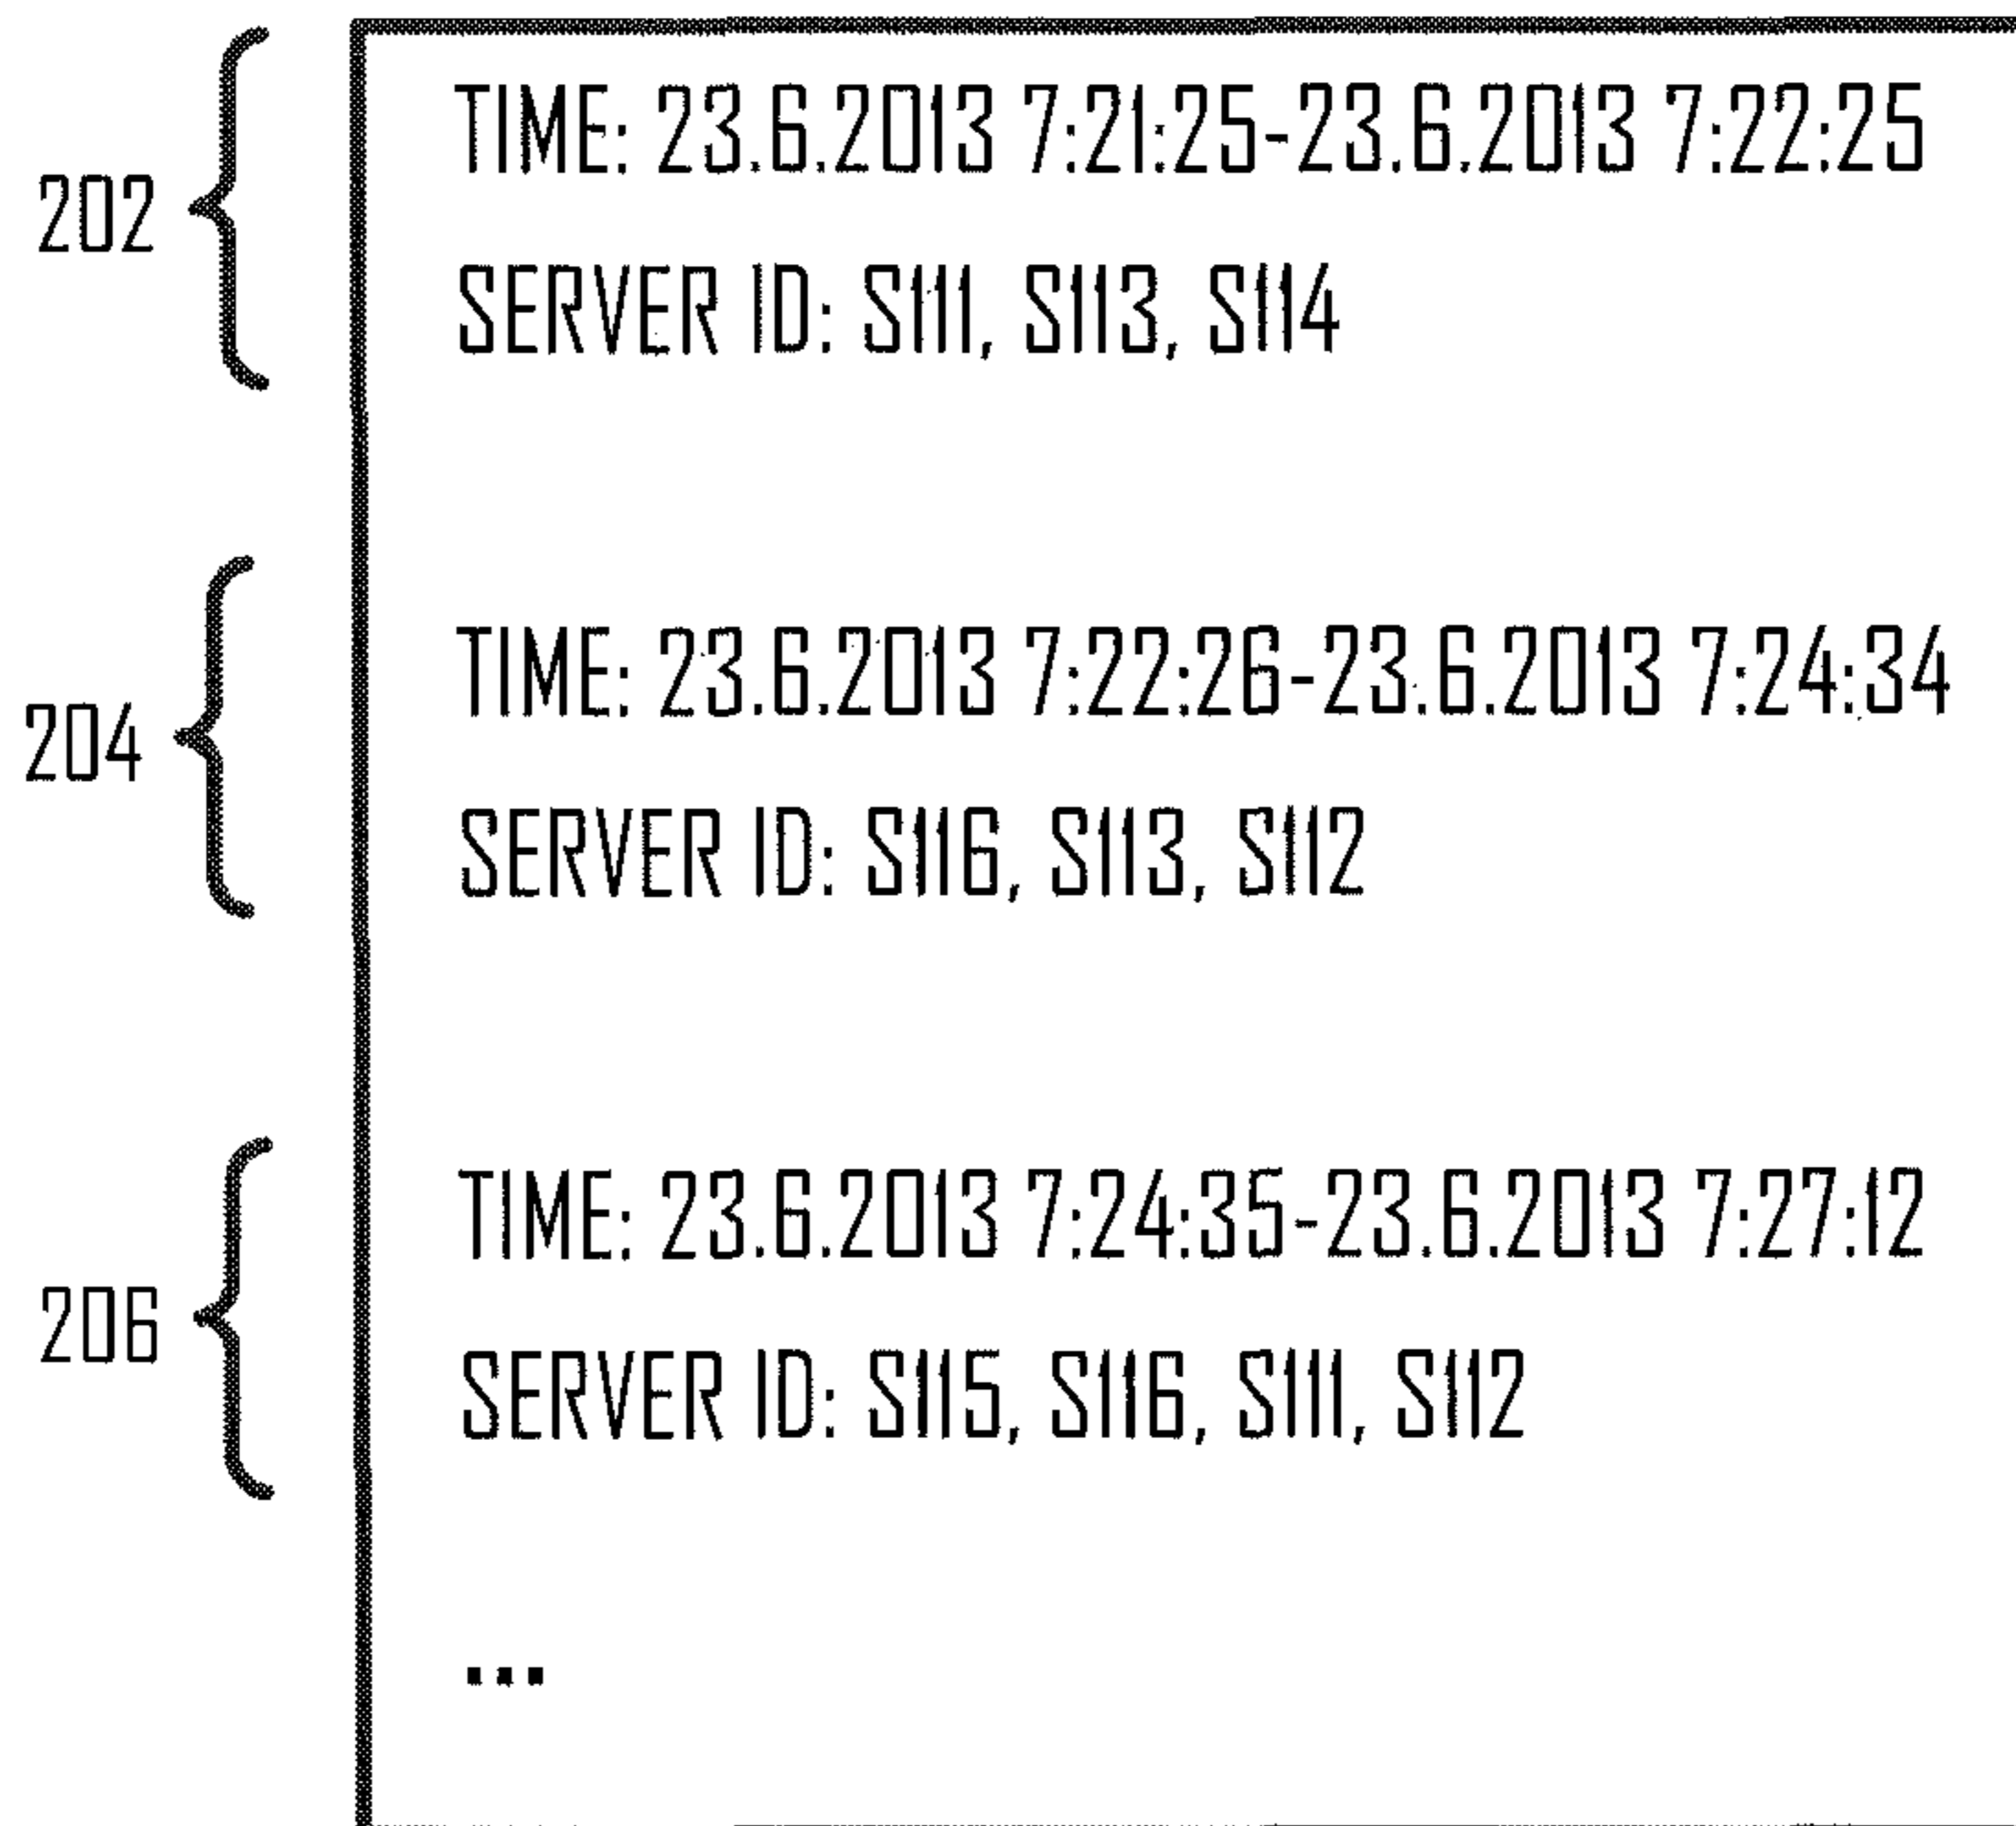 202
TIME: 23.6.2013 7:21:25-23.6.2013 7:22:25
SERVER ID: S111, S113, S114
204
TIME: 23.6.2013 7:22:26-23.6.2013 7:24:34
SERVER ID: S116, S113, S112
206
TIME: 23.6.2013 7:24:35-23.6.2013 7:27:12
SERVER ID: S115, S116, S111, S112
...